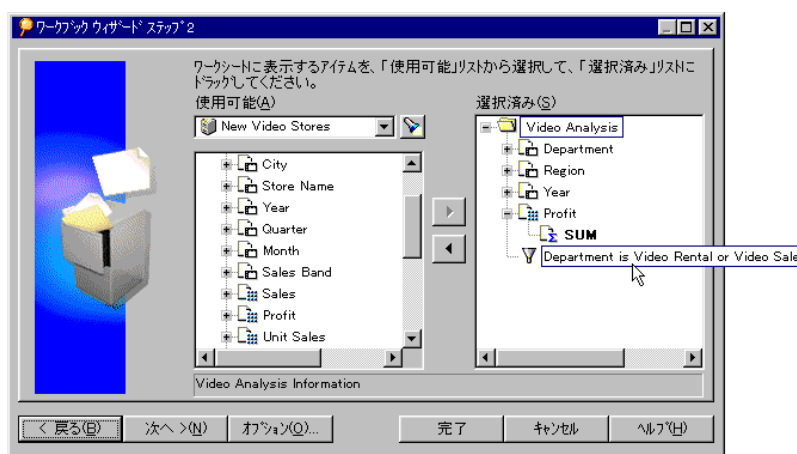 ワークブック ウィザード ステップ2
ワークシートに表示するアイテムを、「使用可能」リストから選択して、「選択済み」リストに
ドラッグしてください。
使用可能(A)
選択済み(S)
New Video Stores
City
Store Name
Year
Quarter
Month
Sales Band
Sales
Profit
Unit Sales
Video Analysis
Department
Region
Year
Profit
SUM
Department is Video Rental or Video Sale
Video Analysis Information
< 戻る(B)
次へ >(N)
オプション(O)...
完了
キャンセル
ヘルプ(H)